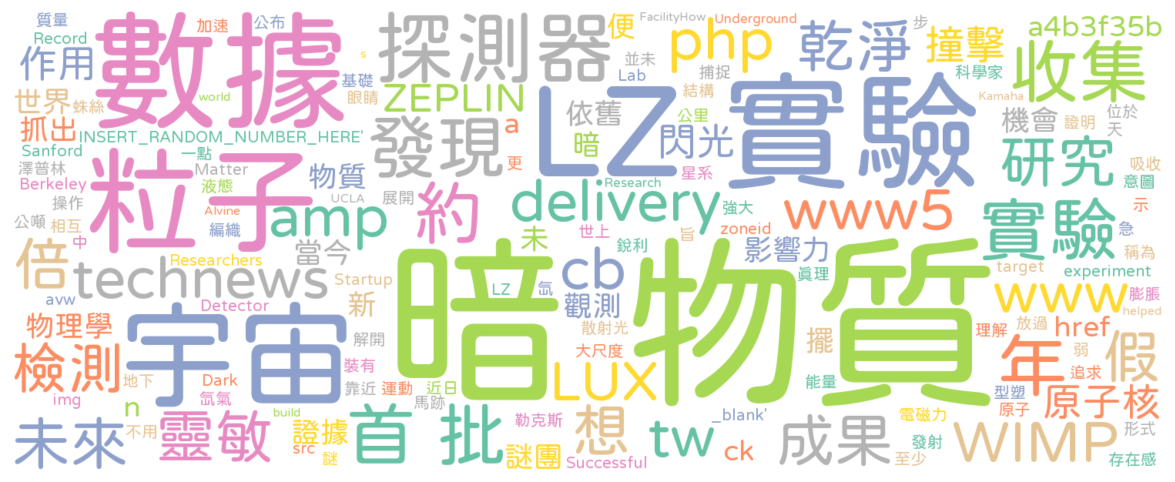 質量
Record
加速
公布
數據
探測器
便
FacilityHow
Underground
php
乾淨
步
撞擊
a4b3f35b
收集
作用
基礎
s
眼睛
world
並未
Lab
捕捉
結構
科學家
Kamaha
世界
蛛絲
ZEPLIN
LZ
實驗
依舊
公里
機會
證明
位於
天
抓出
INSERT_RANDOM_NUMBER_HERE'
發現
a
暗
閃光
Sanford
一點
澤普林
Matter
粒子
更
星系
研究
吸收
意圖
Berkeley
液態
物質
UCLA
Research
操作
展開
約
delivery
強大
www5
示
公噸
相互
Alvine
amp
未
世上
旨
zoneid
實驗
急
中
編織
當今
銳利
影響力
稱為
倍
technews
Researchers
Startup
LZ
氙
cb
觀測
眞理
target
experiment
avw
Detector
新
暗物質
www
膨脹
helped
物理學
宇宙
解開
散射光
擺
理解
放過
href
大尺度
裝有
檢測
地下
Dark
氙氣
靠近
運動
近日
LUX
能量
年
弱
追求
假
img
n
build
馬跡
勒克斯
_blank'
型塑
原子
原子核
未來
不用
靈敏
證據
src
謎
首批
謎團
想
Successful
tw
ck
成果
電磁力
發射
至少
WIMP
形式
存在感